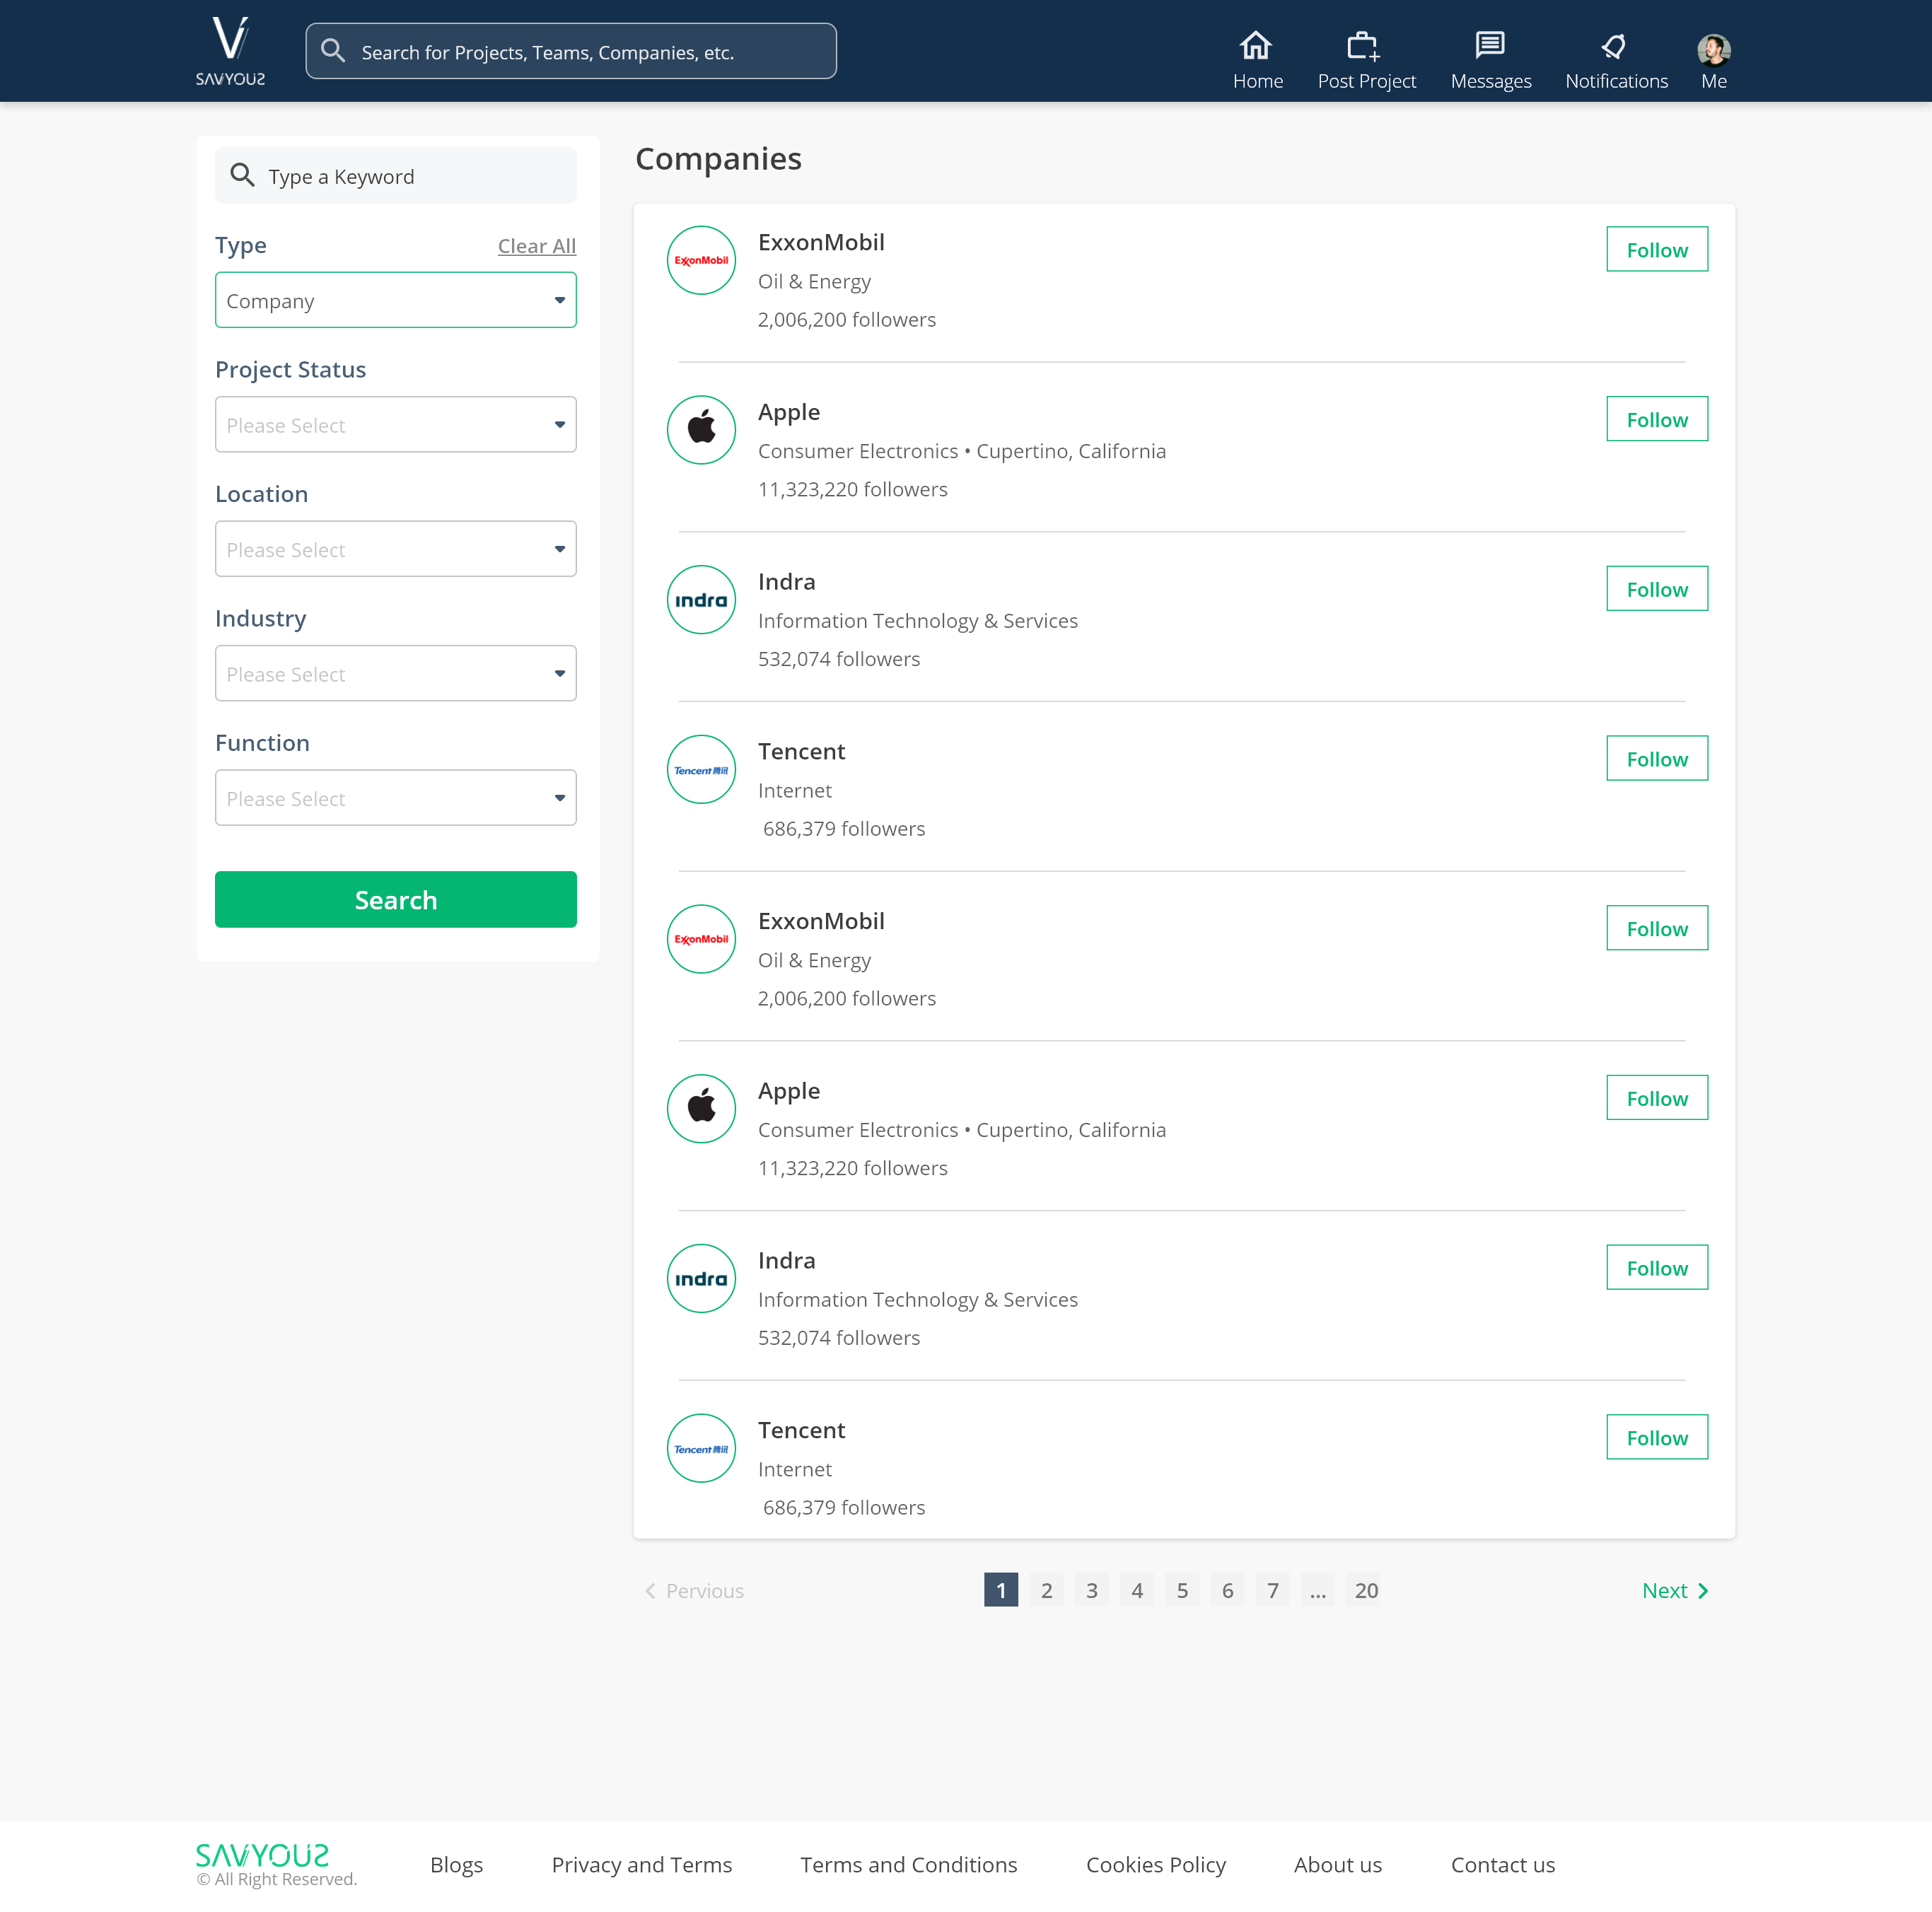 SAVVYOUS
Search for Projects, Teams, Companies, etc.
Home
Post Project
Messages
Notifications
Me
Type a Keyword
Type
Clear All
Company
Project Status
Please Select
Location
Please Select
Industry
Please Select
Function
Please Select
Search
Companies
ExxonMobil
ExxonMobil
Follow
Oil & Energy
2,006,200 followers
Apple
Follow
Consumer Electronics • Cupertino, California
11,323,220 followers
indra
Indra
Follow
Information Technology & Services
532,074 followers
Tencent 腾讯
Tencent
Follow
Internet
686,379 followers
ExxonMobil
ExxonMobil
Follow
Oil & Energy
2,006,200 followers
Apple
Follow
Consumer Electronics • Cupertino, California
11,323,220 followers
indra
Indra
Follow
Information Technology & Services
532,074 followers
Tencent 腾讯
Tencent
Follow
Internet
686,379 followers
Pervious
1 2 3 4 5 6 7 ... 20
Next
SAVVYOUS
© All Right Reserved.
Blogs
Privacy and Terms
Terms and Conditions
Cookies Policy
About us
Contact us